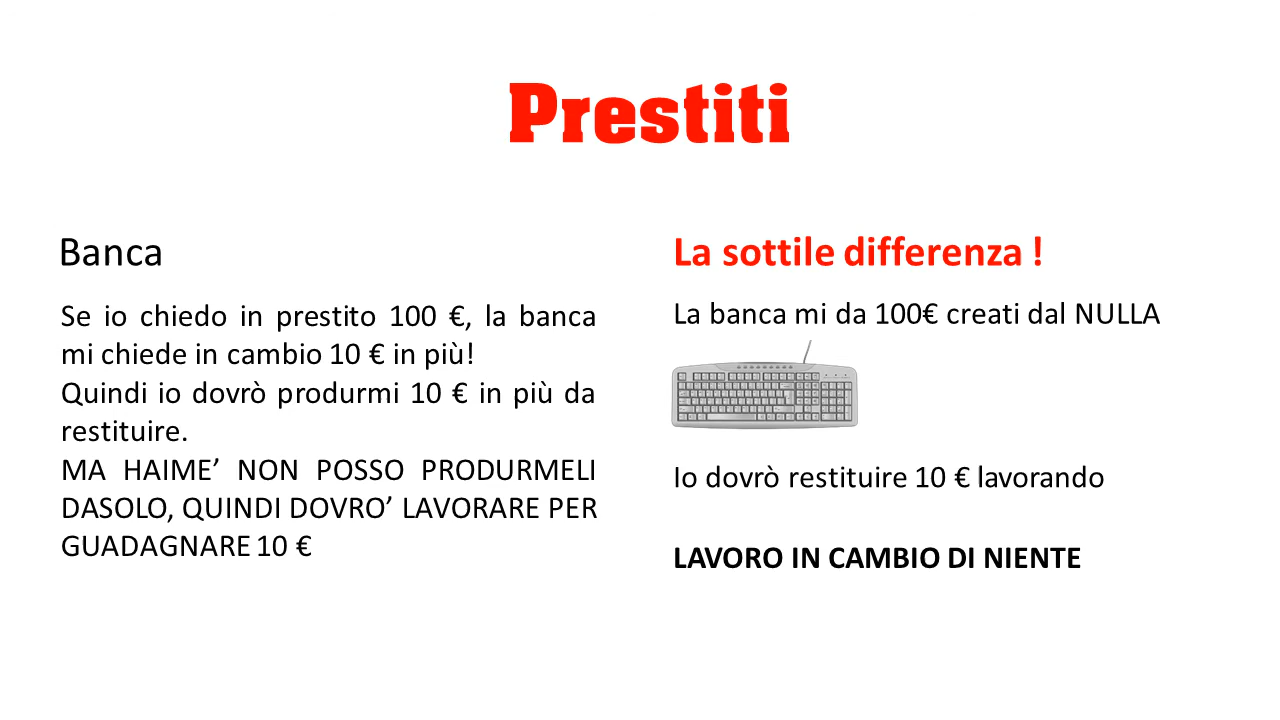 Prestiti
Banca
Se io chiedo in prestito 100 €, la banca
mi chiede in cambio 10 € in più!
Quindi io dovrò produrmi 10 € in più da
restituire.
MA HAIME’ NON POSSO PRODURMELI
DASOLO, QUINDI DOVRO’ LAVORARE PER
GUADAGNARE 10 €
La sottile differenza !
La banca mi da 100€ creati dal NULLA
Io dovrò restituire 10 € lavorando
LAVORO IN CAMBIO DI NIENTE